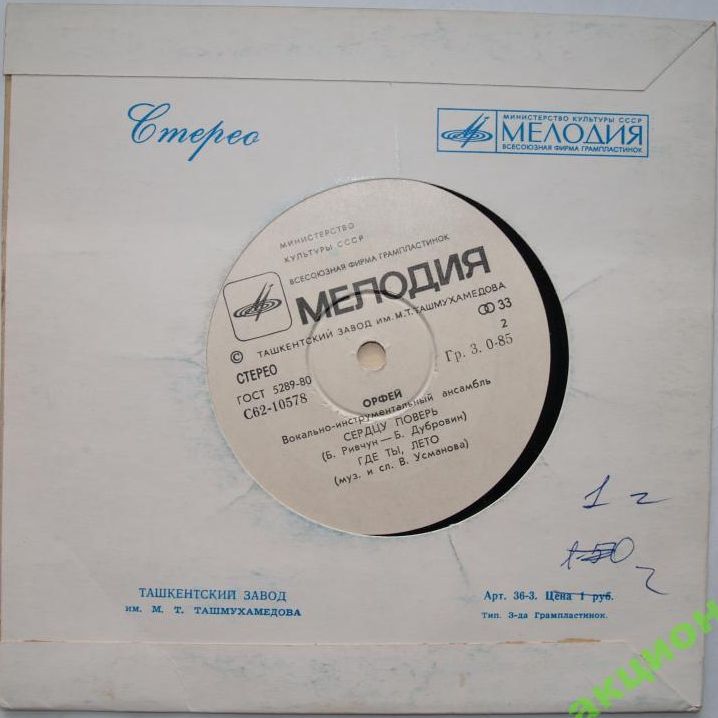 Стерео
МИНИСТЕРСТВО КУЛЬТУРЫ СССР
МЕЛОДИЯ
ВСЕСОЮЗНАЯ ФИРМА ГРАМПЛАСТИНОК
МИНИСТЕРСТВО
КУЛЬТУРЫ СССР
ВСЕСОЮЗНАЯ ФИРМА ГРАМПЛАСТИНОК
МЕЛОДИЯ
© ТАШКЕНТСКИЙ ЗАВОД ИМ. М.Т. ТАШМУХАМЕДОВА
33
СТЕРЕО
2
ГОСТ 5289-80
Гр. 3. 0-85
С62-10578
ОРФЕЙ
Вокально-инструментальный ансамбль
СЕРДЦУ ПОВЕРЬ
(Б. Ривчун — Б. Дубровин)
ГДЕ ТЫ, ЛЕТО
(муз. и сл. В. Усманова)
1 г
ТАШКЕНТСКИЙ ЗАВОД
им. М. Т. ТАШМУХАМЕДОВА
Арт. 36-3. Цена 1 руб.
Тип. 3-да Грампластинок.
акцион